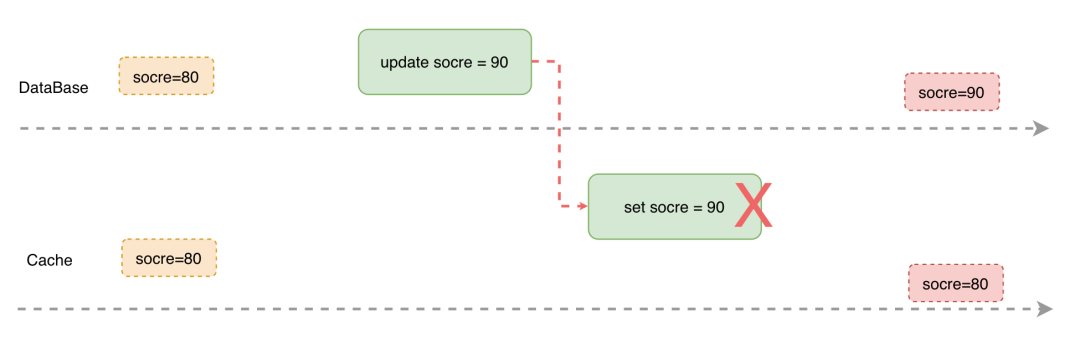 DataBase
socre=80
update socre = 90
socre=90
set socre = 90
X
Cache
socre=80
socre=80